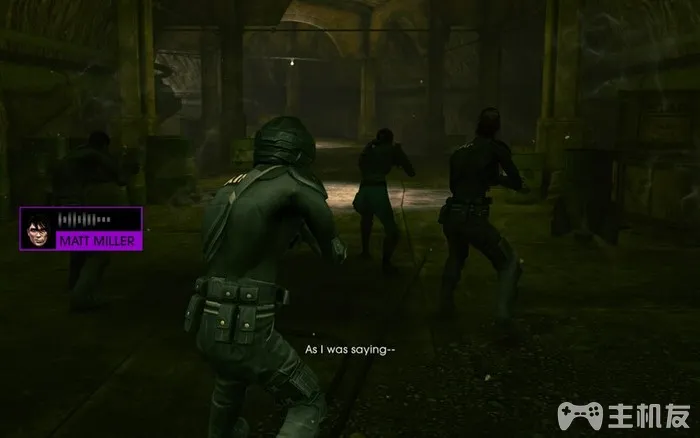 MATT MILLER
As I was saying--
主机友